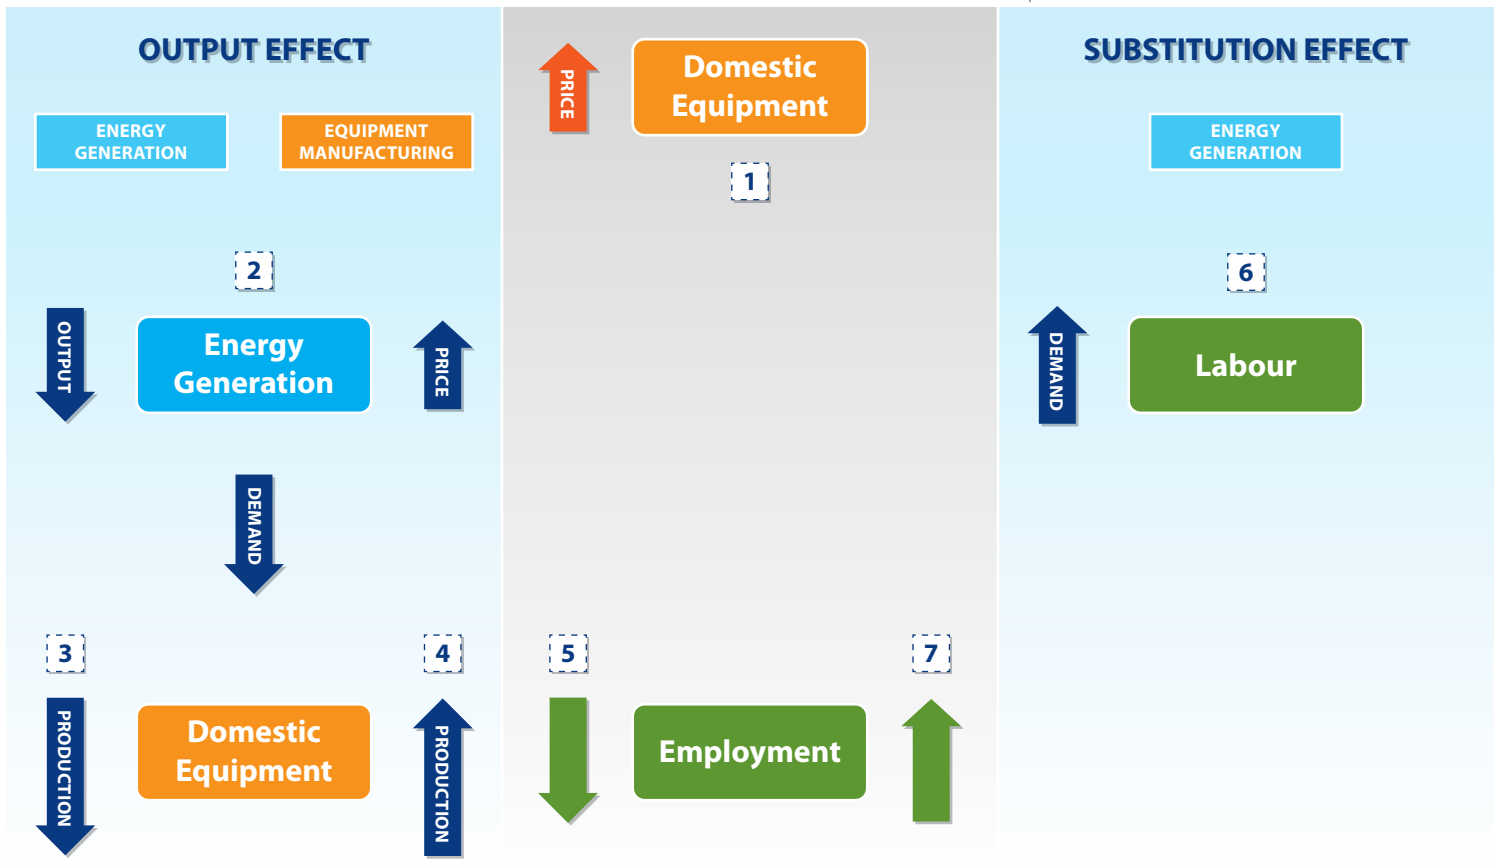 OUTPUT EFFECT
ENERGY
GENERATION
EQUIPMENT
MANUFACTURING
2
OUTPUT
Energy
Generation
PRICE
DEMAND
3
4
PRODUCTION
Domestic
Equipment
PRODUCTION
PRICE
Domestic
Equipment
1
5
7
Employment
SUBSTITUTION EFFECT
ENERGY
GENERATION
6
DEMAND
Labour